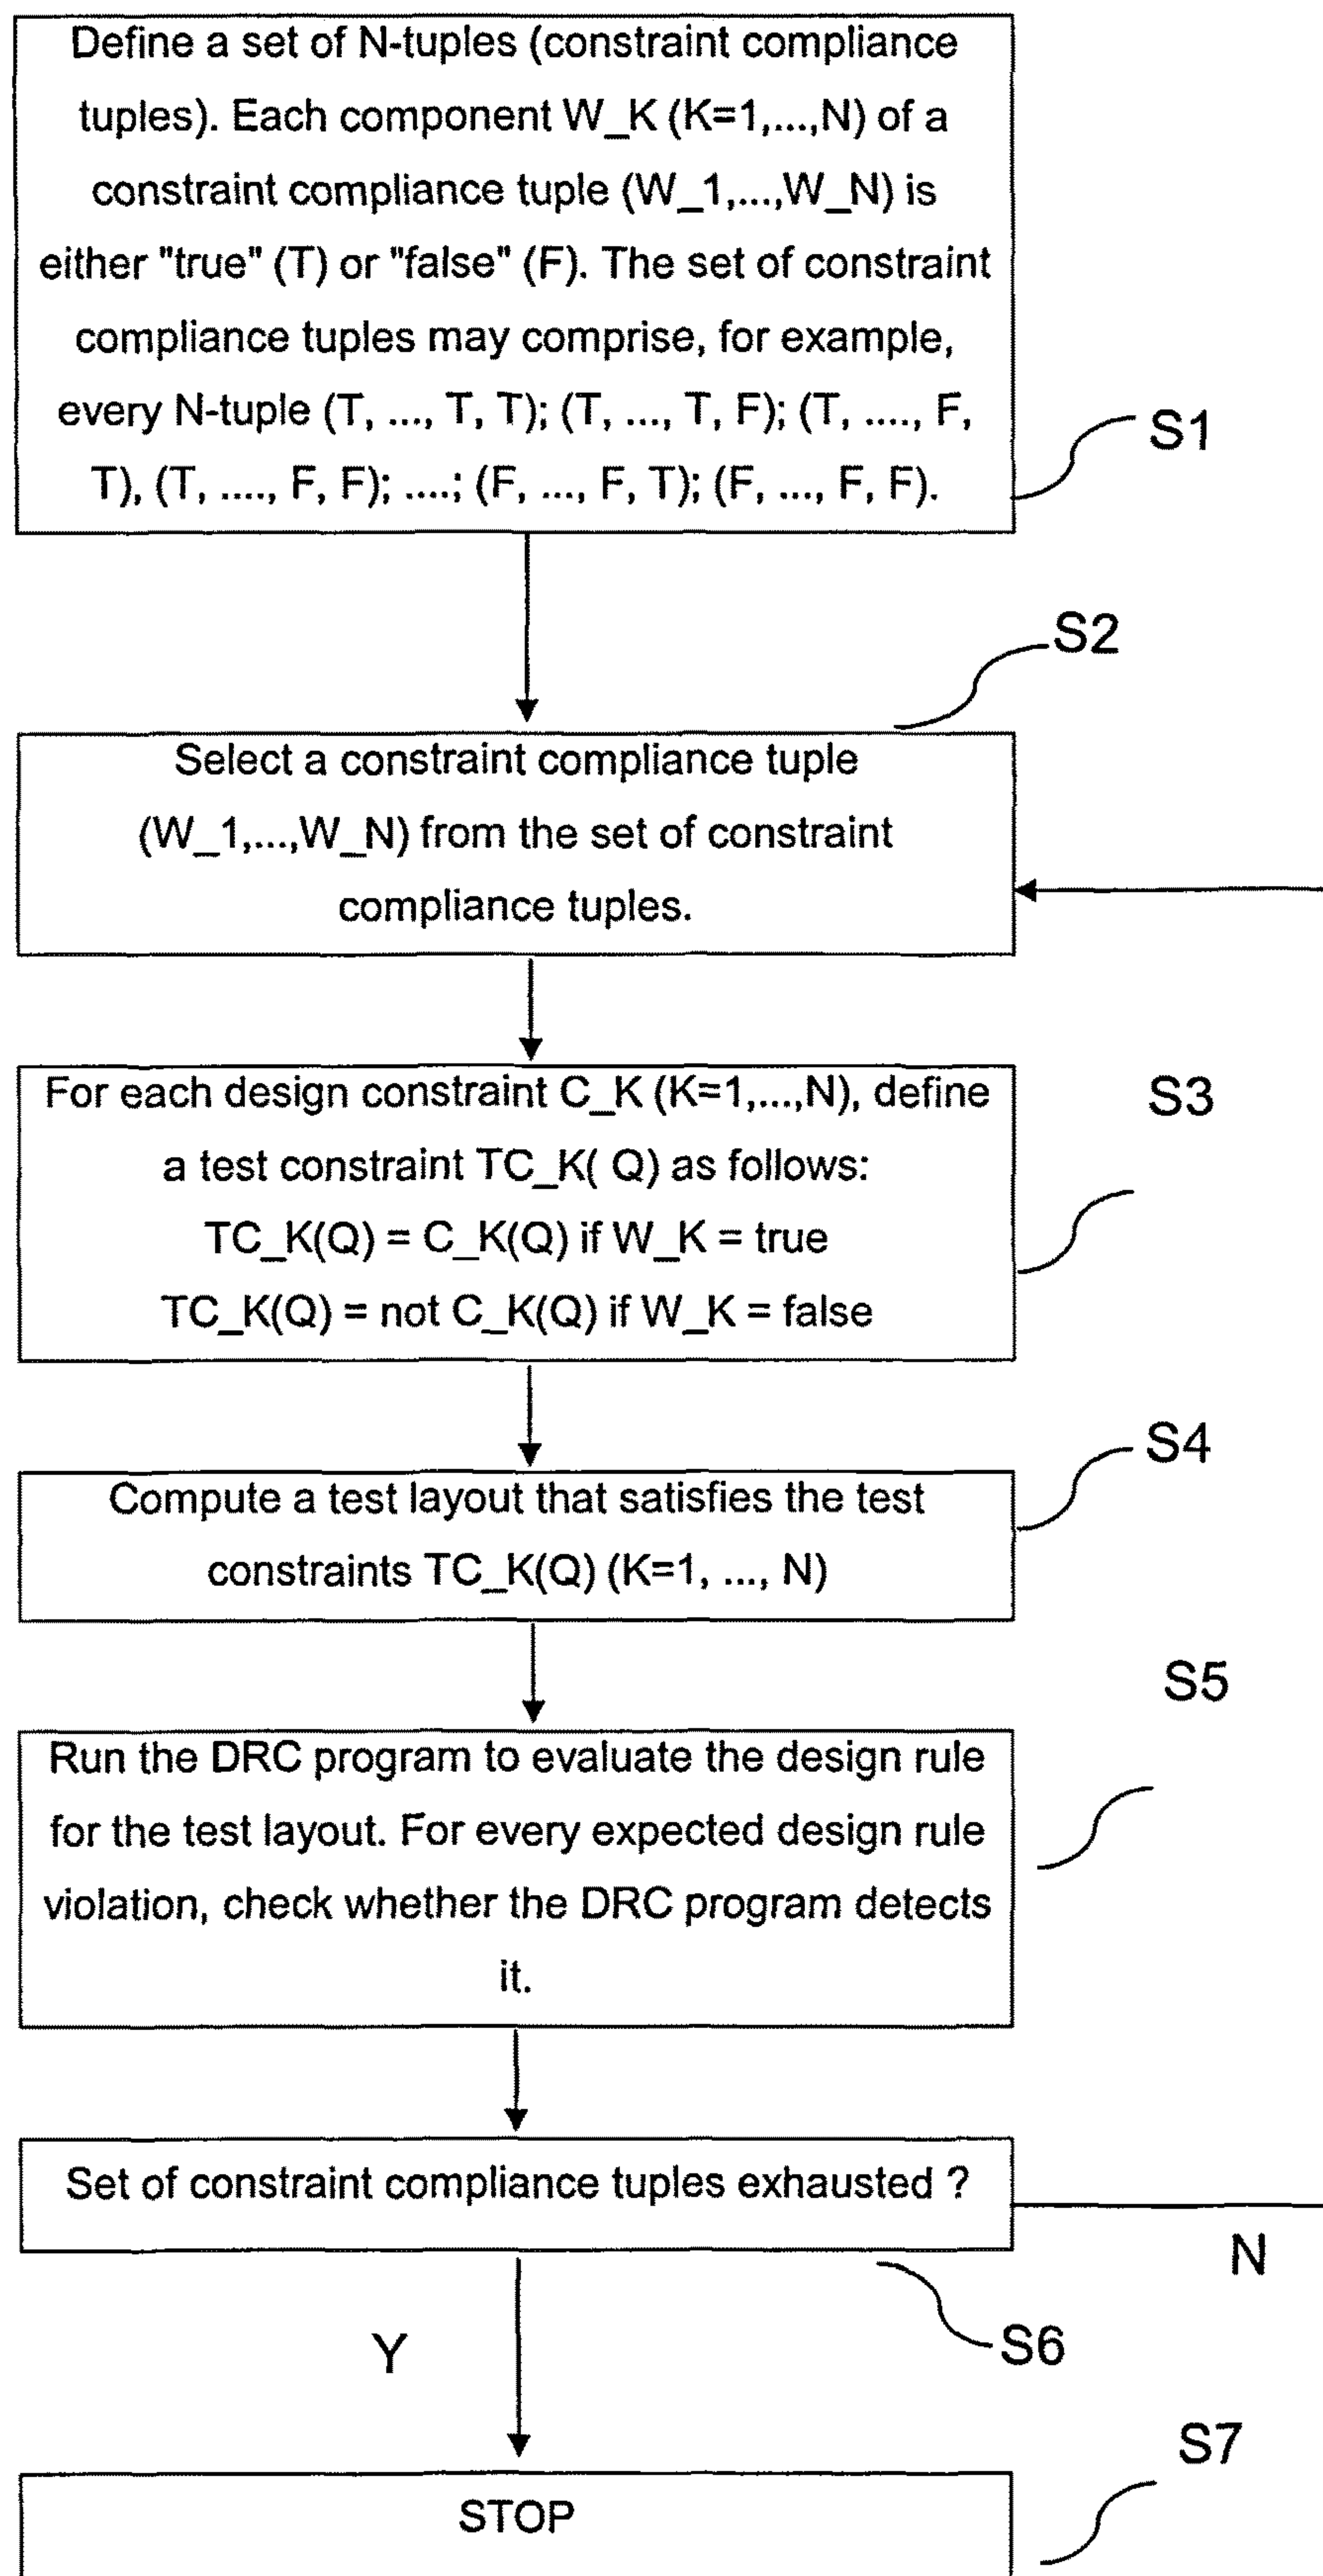 Define a set of N-tuples (constraint compliance
tuples). Each component W_K (K=1,...,N) of a
constraint compliance tuple (W_1,...,W_N) is
either "true" (T) or "false" (F). The set of constraint
compliance tuples may comprise, for example,
every N-tuple (T, ..., T, T); (T, ..., T, F); (T, ...., F,
T), (T, ...., F, F); ....; (F, ..., F, T); (F, ..., F, F).
S1
S2
Select a constraint compliance tuple
(W_1,...,W_N) from the set of constraint
compliance tuples.
For each design constraint C_K (K=1,...,N), define
a test constraint TC_K( Q) as follows:
TC_K(Q) = C_K(Q) if W_K = true
TC_K(Q) = not C_K(Q) if W_K = false
S3
S4
Compute a test layout that satisfies the test
constraints TC_K(Q) (K=1, ..., N)
S5
Run the DRC program to evaluate the design rule
for the test layout. For every expected design rule
violation, check whether the DRC program detects
it.
Set of constraint compliance tuples exhausted ?
N
Y
S6
S7
STOP